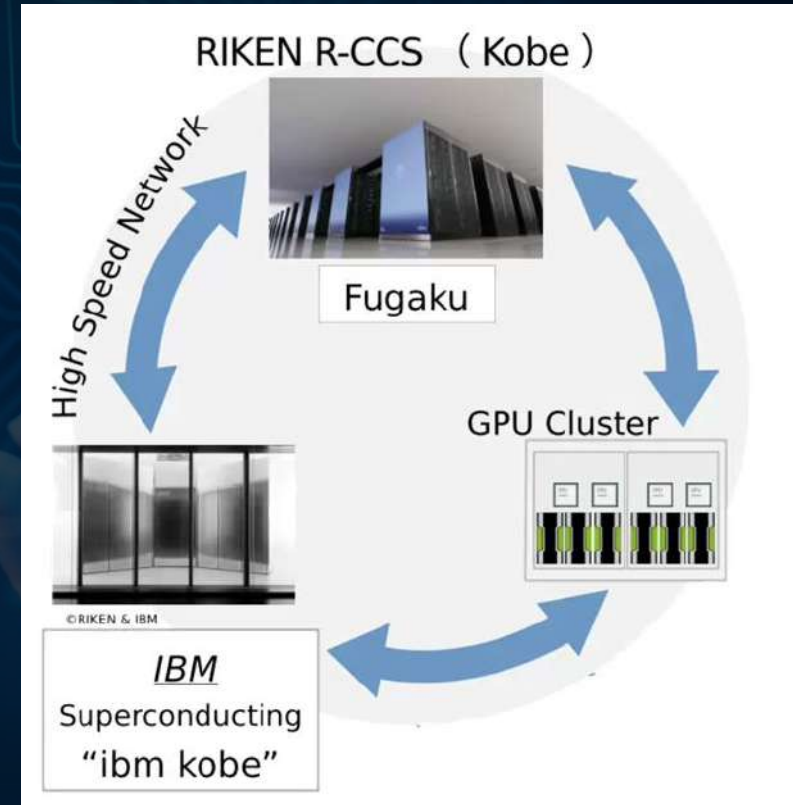 RIKEN R-CCS （ Kobe ）
High Speed Network
Fugaku
GPU Cluster
©RIKEN & IBM
IBM
Superconducting
“ibm kobe”